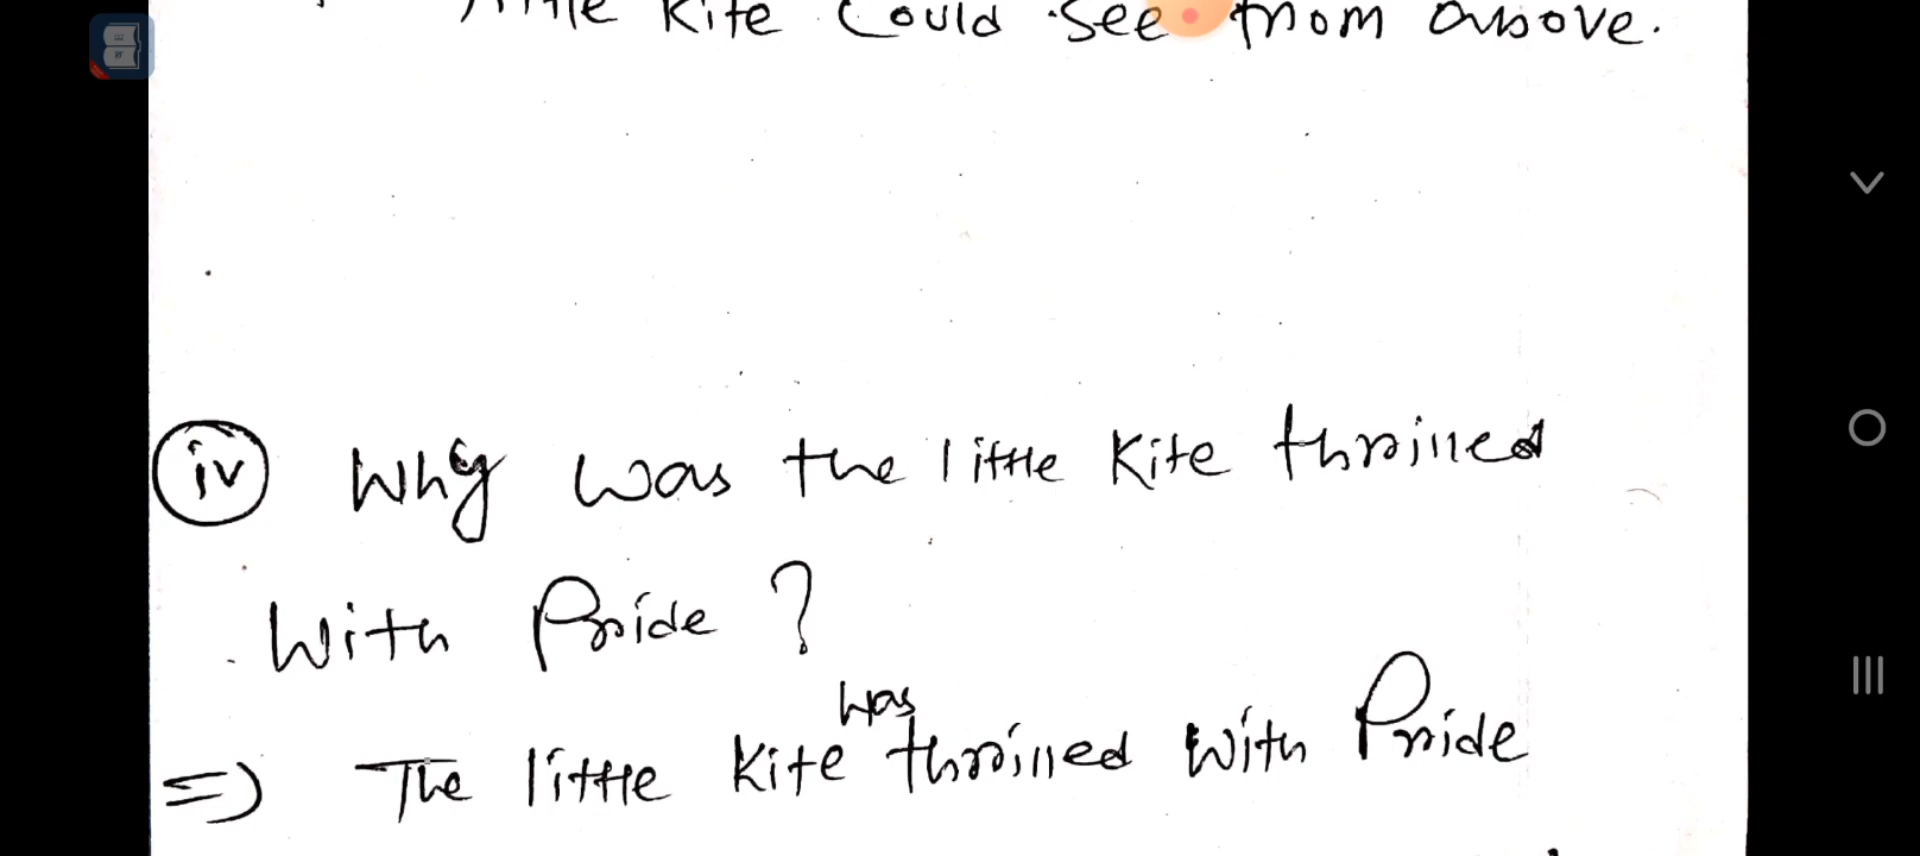 little Kite Could see from above.
(iv) Why was the little Kite thrilled
With Pride ?
was
=) The little Kite thrilled with Pride